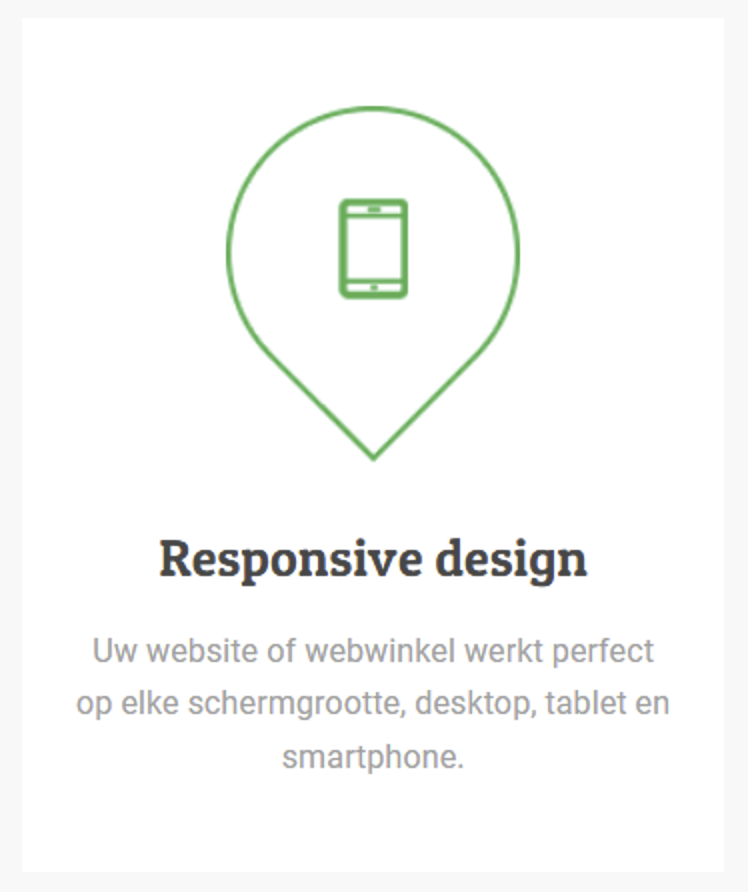 Responsive design
Uw website of webwinkel werkt perfect
op elke schermgrootte, desktop, tablet en
smartphone.